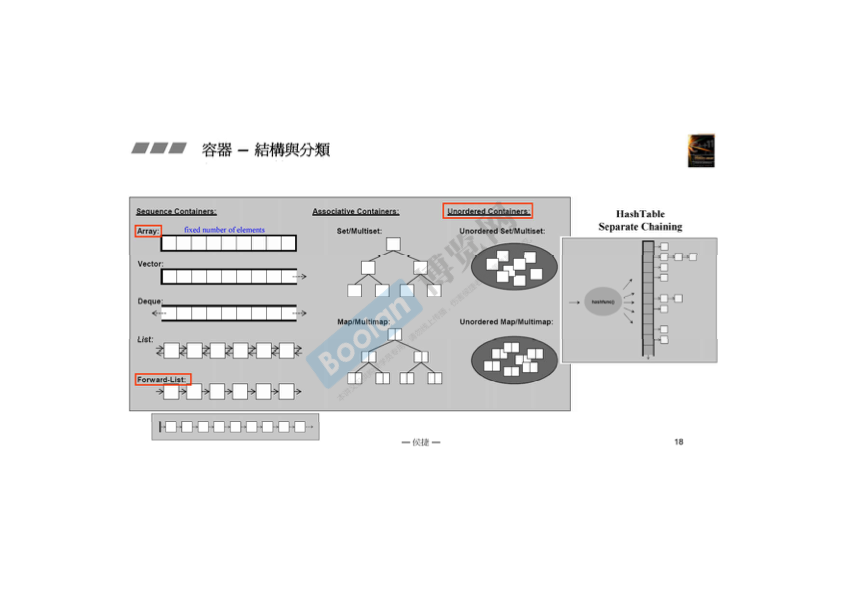 容器 － 結構與分類
Sequence Containers:
Associative Containers:
Unordered Containers:
Array:
fixed number of elements
Vector:
Deque:
List:
Forward-List:
Set/Multiset:
Map/Multimap:
Unordered Set/Multiset:
Unordered Map/Multimap:
HashTable
Separate Chaining
hashfunc()
Boolan 博览网
— 侯捷 —
18